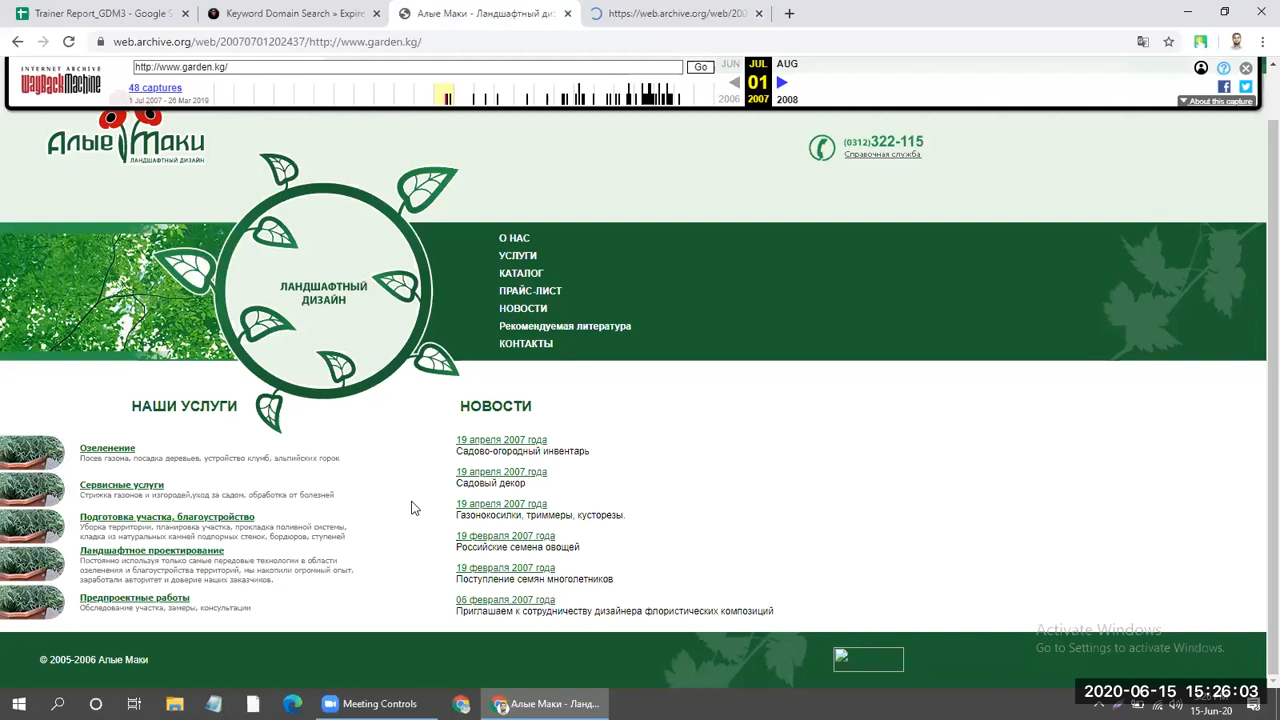 Training Report_GDM3 - Google S
Keyword Domain Search » Expire
Алые Маки - Ландшафтный ди:
https://web.archive.org/web/200
web.archive.org/web/20070701202437/http://www.garden.kg/
INTERNET ARCHIVE
WayBackMachine
http://www.garden.kg/
Go
JUN
JUL
AUG
48 captures
1 Jul 2007 - 26 Mar 2019
01
2006
2007
2008
About this capture
Алые Маки
ЛАНДШАФТНЫЙ ДИЗАЙН
(0312)322-115
Справочная служба
ЛАНДШАФТНЫЙ
ДИЗАЙН
О НАС
УСЛУГИ
КАТАЛОГ
ПРАЙС-ЛИСТ
НОВОСТИ
Рекомендуемая литература
КОНТАКТЫ
НАШИ УСЛУГИ
Озеленение
Посев газона, посадка деревьев, устройство клумб, альпийских горок
Сервисные услуги
Стрижка газонов и изгородей,уход за садом, обработка от болезней
Подготовка участка, благоустройство
Уборка территории, планировка участка, прокладка поливной системы,
кладка из натуральных камней подпорных стенок, бордюров, ступеней
Ландшафтное проектирование
Постоянно используя только самые передовые технологии в области
озеленения и благоустройства территорий, мы накопили огромный опыт,
заработали авторитет и доверие наших заказчиков.
Предпроектные работы
Обследование участка, замеры, консультации
НОВОСТИ
19 апреля 2007 года
Садово-огородный инвентарь
19 апреля 2007 года
Садовый декор
19 апреля 2007 года
Газонокосилки, триммеры, кусторезы.
19 февраля 2007 года
Российские семена овощей
19 февраля 2007 года
Поступление семян многолетников
06 февраля 2007 года
Приглашаем к сотрудничеству дизайнера флористических композиций
Activate Windows
Go to Settings to activate Windows.
© 2005-2006 Алые Маки
2020-06-15 15:26:03
Meeting Controls
Алые Маки - Ланд...
15-Jun-20